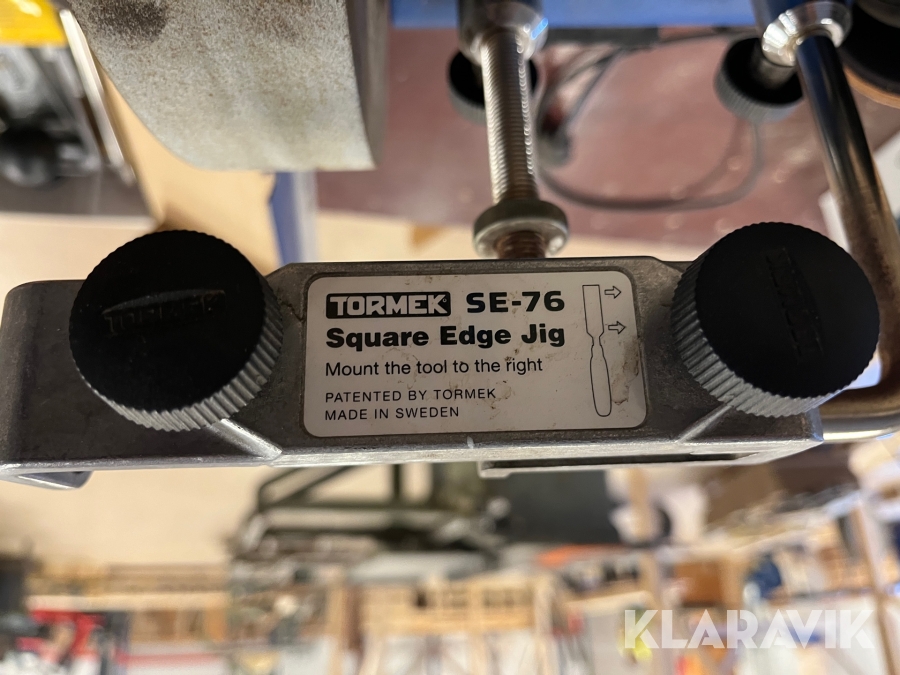 TORMEK SE-76
Square Edge Jig
Mount the tool to the right
PATENTED BY TORMEK
MADE IN SWEDEN
KLARAVIK